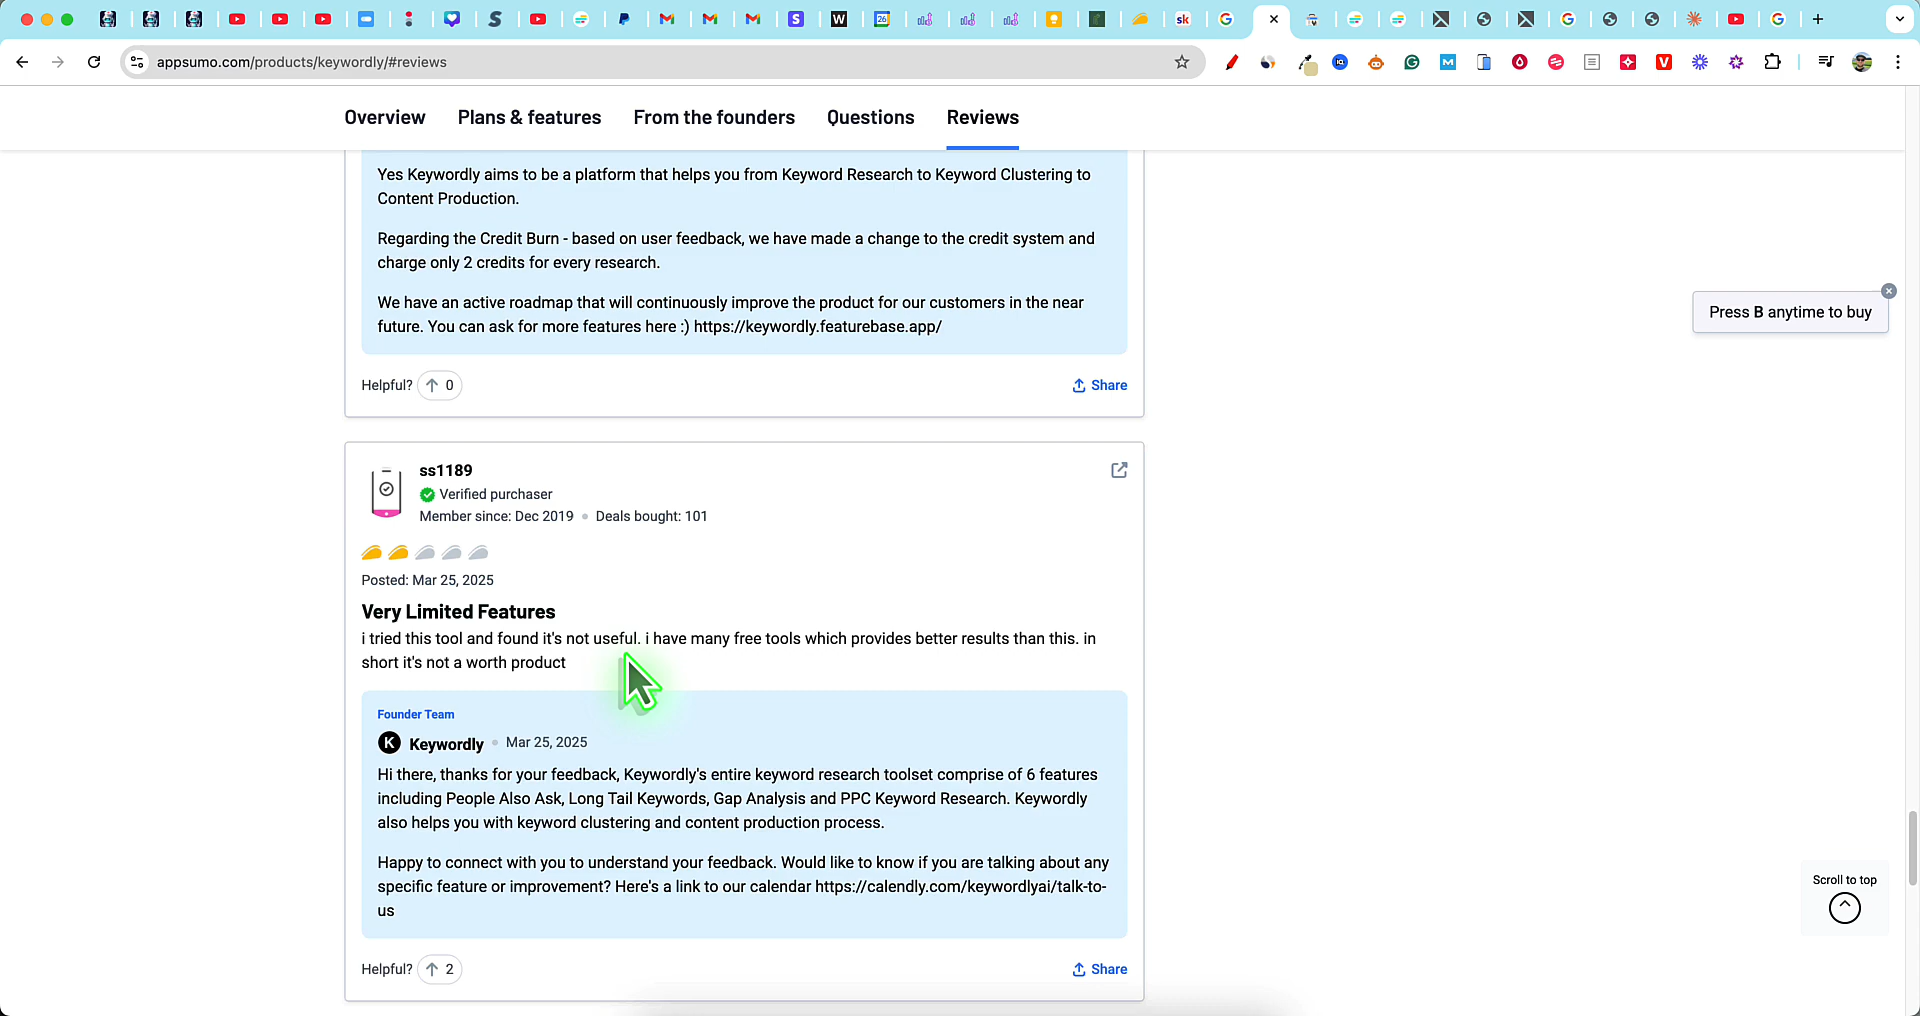 appsumo.com/products/keywordly/#reviews
Overview Plans & features From the founders Questions Reviews
Yes Keywordly aims to be a platform that helps you from Keyword Research to Keyword Clustering to
Content Production.
Regarding the Credit Burn - based on user feedback, we have made a change to the credit system and
charge only 2 credits for every research.
We have an active roadmap that will continuously improve the product for our customers in the near
future. You can ask for more features here :) https://keywordly.featurebase.app/
Press B anytime to buy
Helpful? 0 Share
ss1189
Verified purchaser
Member since: Dec 2019 • Deals bought: 101
Posted: Mar 25, 2025
Very Limited Features
i tried this tool and found it's not useful. i have many free tools which provides better results than this. in
short it's not a worth product
Founder Team
K Keywordly • Mar 25, 2025
Hi there, thanks for your feedback, Keywordly's entire keyword research toolset comprise of 6 features
including People Also Ask, Long Tail Keywords, Gap Analysis and PPC Keyword Research. Keywordly
also helps you with keyword clustering and content production process.
Happy to connect with you to understand your feedback. Would like to know if you are talking about any
specific feature or improvement? Here's a link to our calendar https://calendly.com/keywordlyai/talk-to-
us
Helpful? 2 Share
Scroll to top